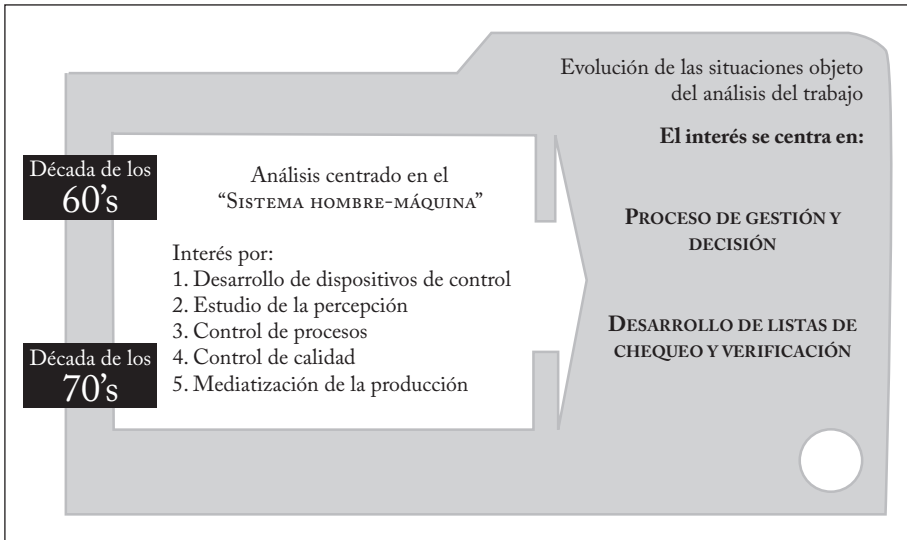 Evolución de las situaciones objeto
del análisis del trabajo
El interés se centra en:
Década de los
60’s
Análisis centrado en el
“SISTEMA HOMBRE-MÁQUINA”
Interés por:
1. Desarrollo de dispositivos de control
2. Estudio de la percepción
3. Control de procesos
4. Control de calidad
5. Mediatización de la producción
Década de los
70’s
PROCESO DE GESTIÓN Y
DECISIÓN
DESARROLLO DE LISTAS DE
CHEQUEO Y VERIFICACIÓN